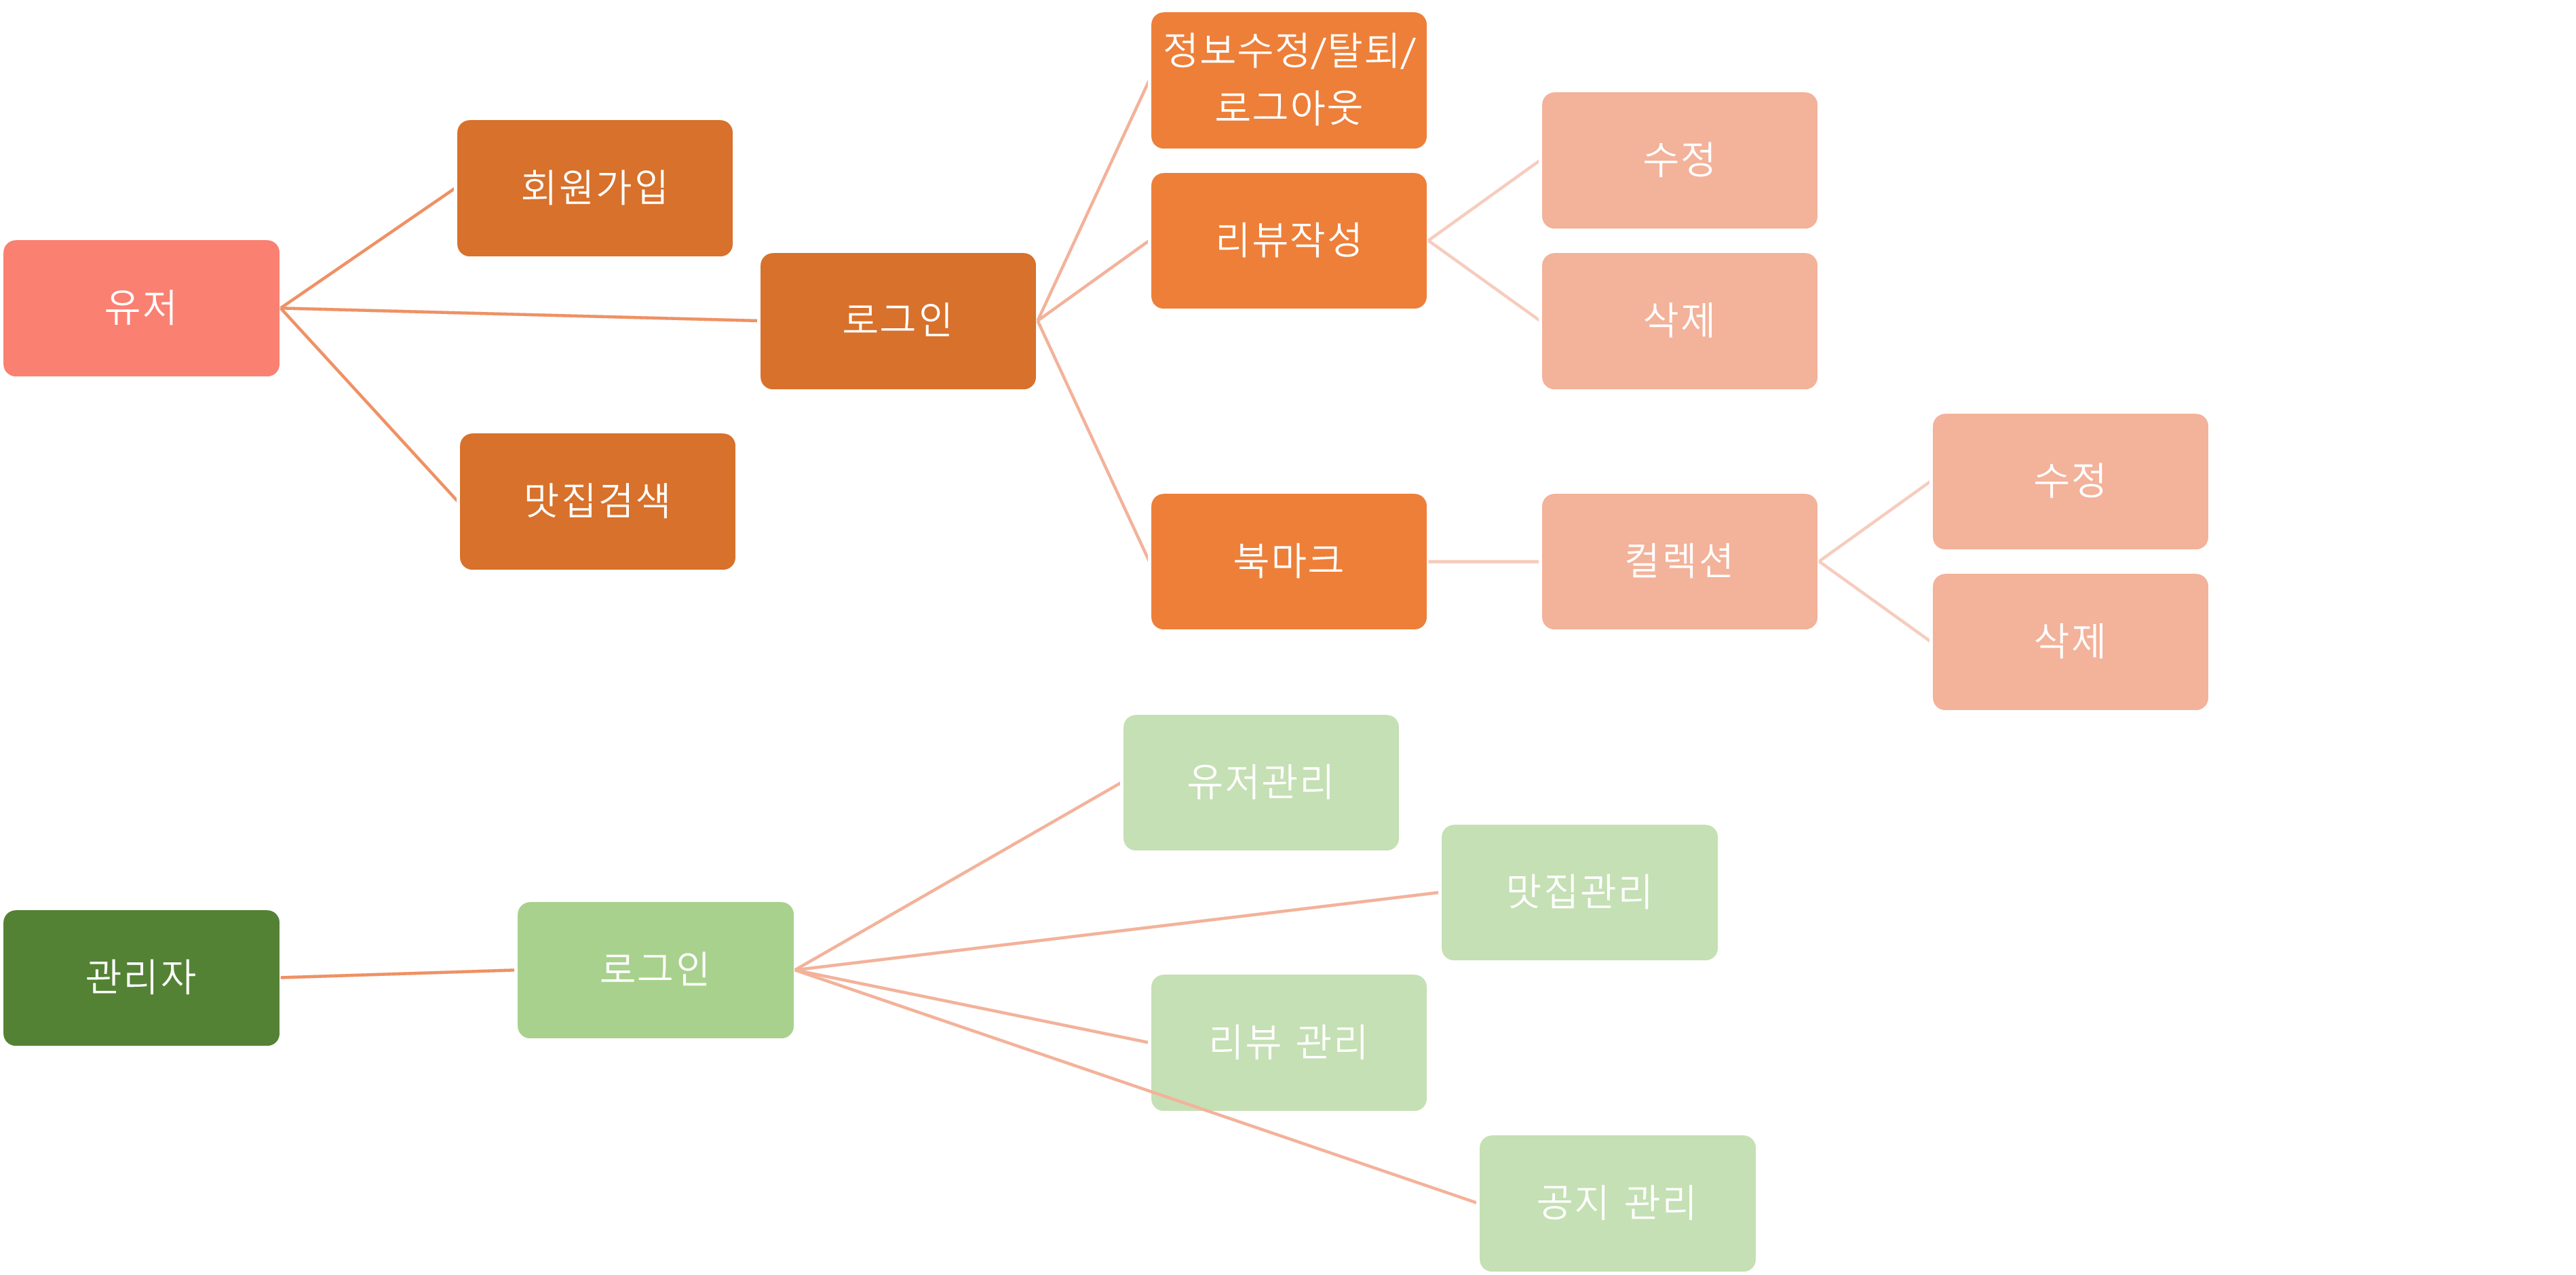 정보수정/탈퇴/
로그아웃
회원가입
수정
리뷰작성
유저
로그인
삭제
맛집검색
수정
북마크
컬렉션
삭제
유저관리
맛집관리
관리자
로그인
리뷰 관리
공지 관리